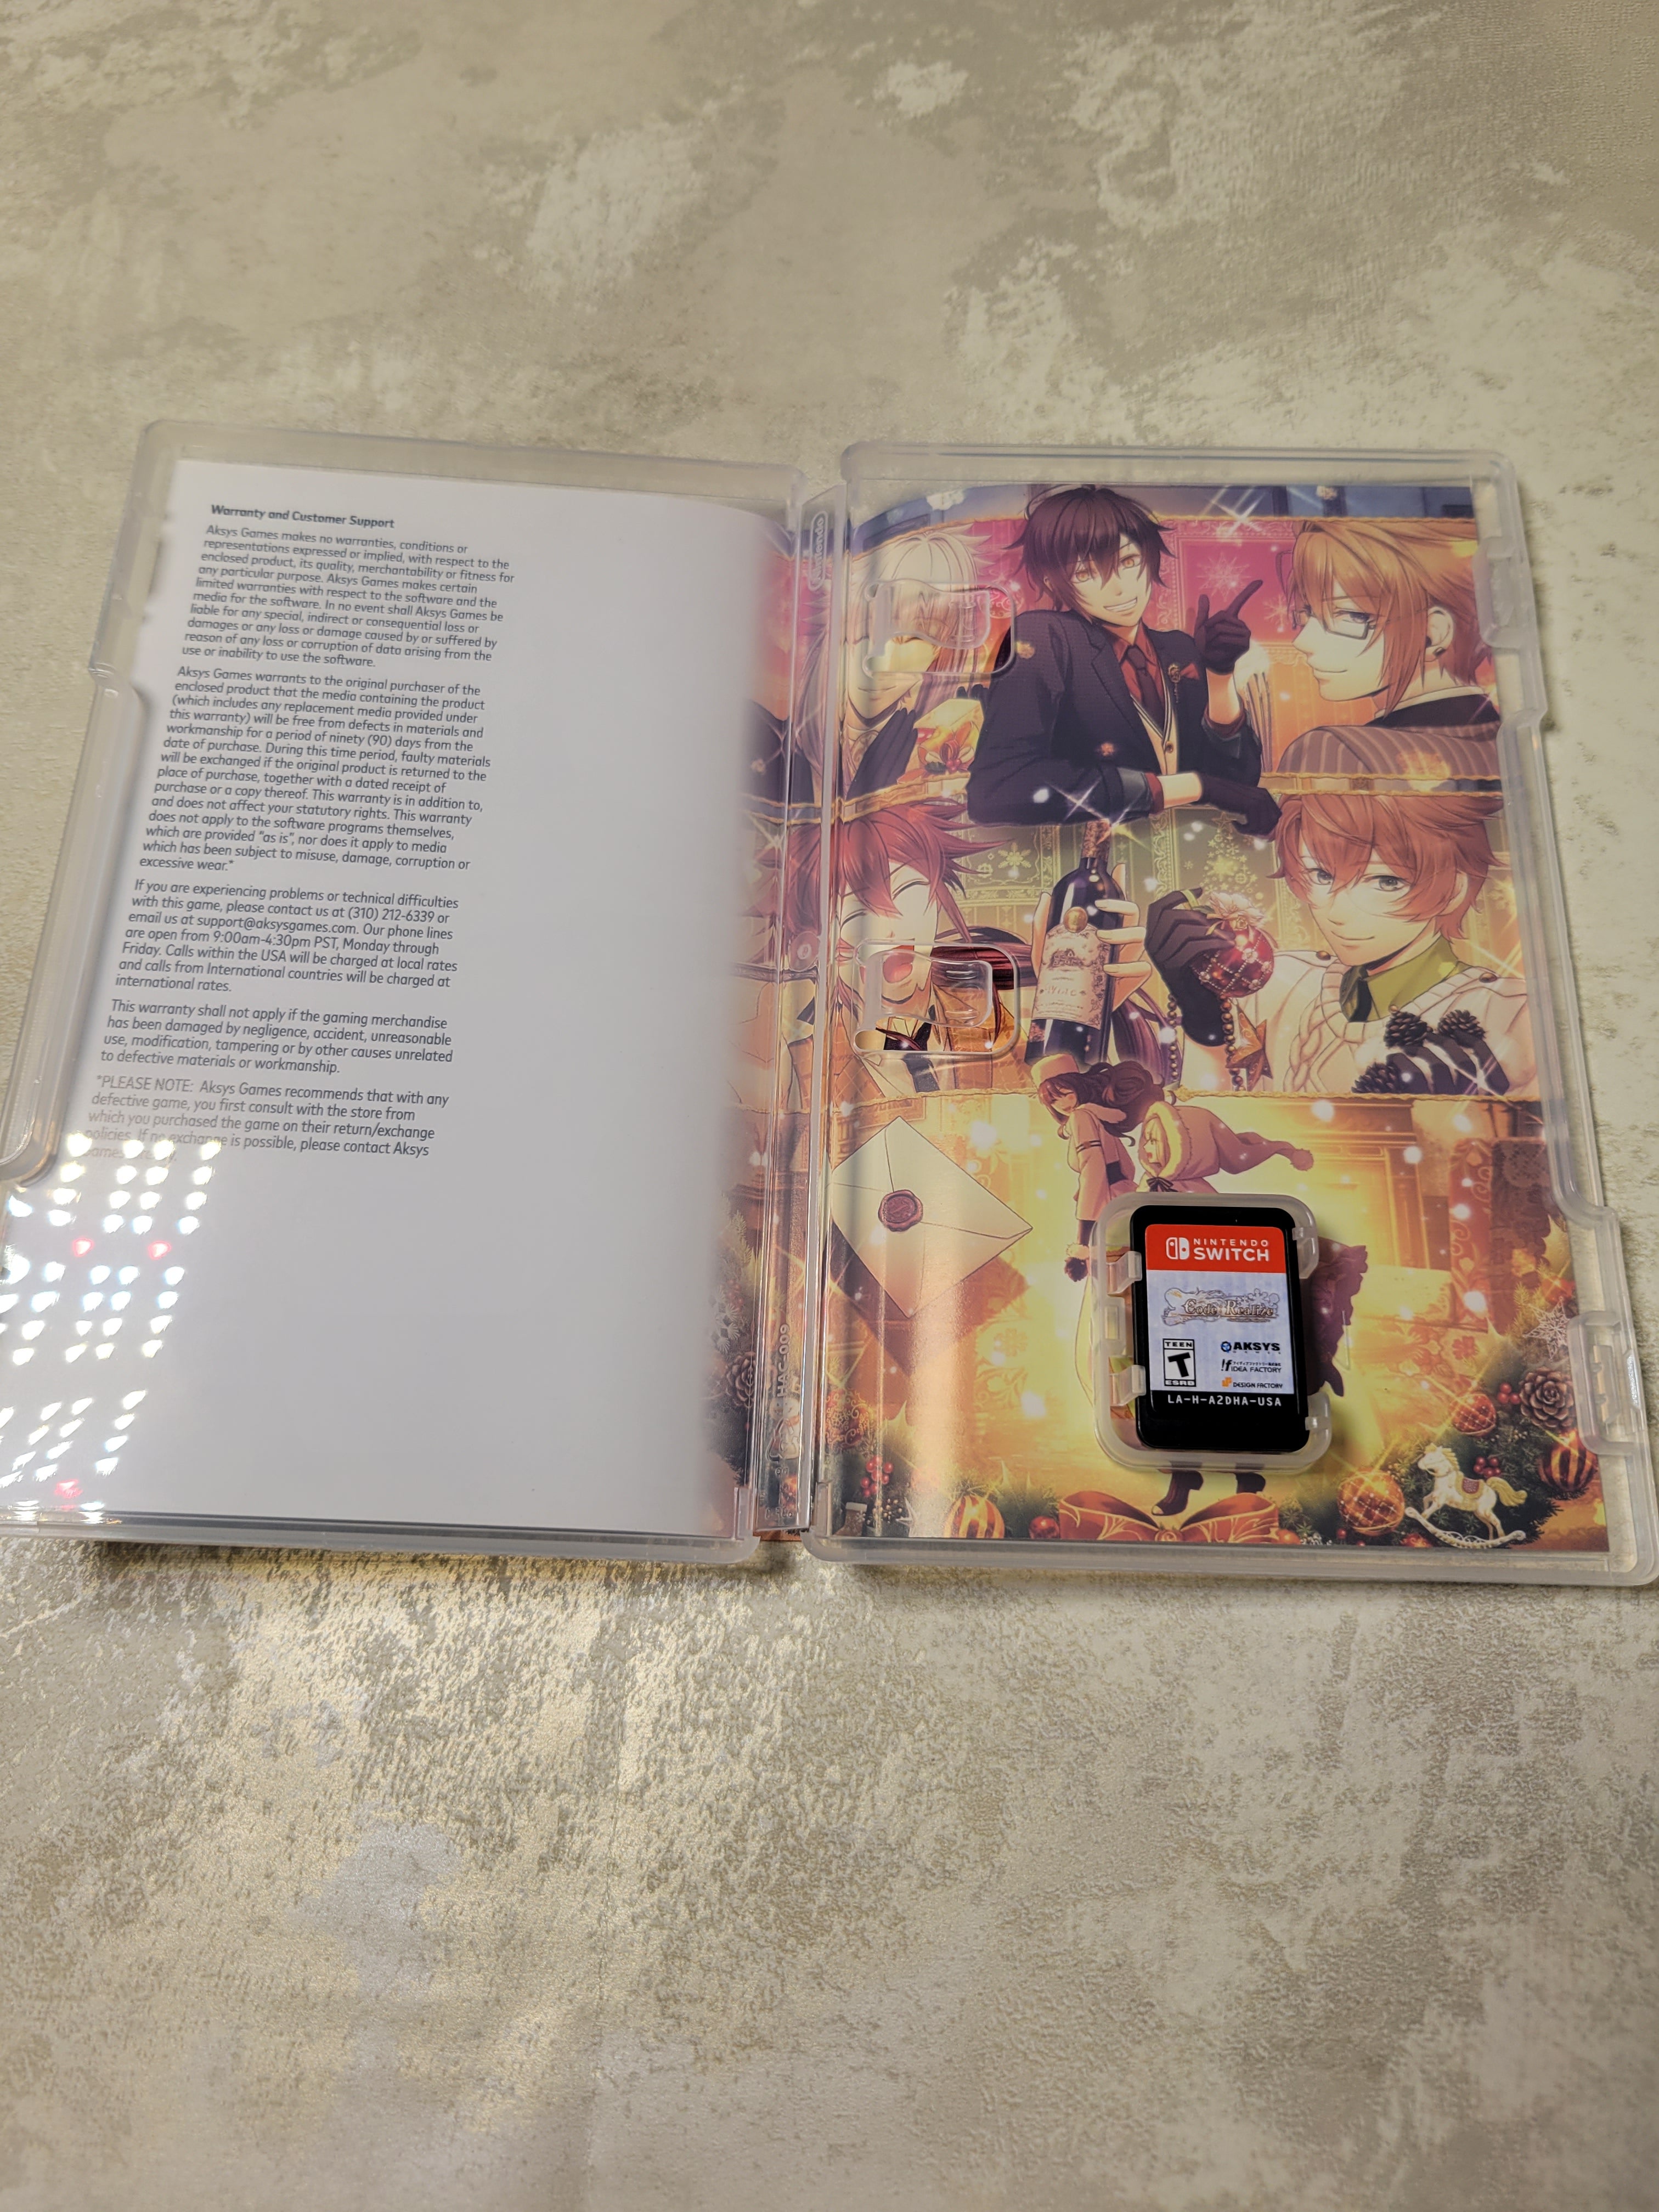 Warranty and Customer Support
Aksys Games makes no warranties, conditions or
representations expressed or implied, with respect to the
enclosed product, its quality, merchantability or fitness for
any particular purpose. Aksys Games makes certain
limited warranties with respect to the software and the
media for the software. In no event shall Aksys Games be
liable for any special, indirect or consequential loss or
damages or any loss or damage caused by or suffered by
reason of any loss or corruption of data arising from the
use or inability to use the software.
Aksys Games warrants to the original purchaser of the
enclosed product that the media containing the product
(which includes any replacement media provided under
this warranty) will be free from defects in materials and
workmanship for a period of ninety (90) days from the
date of purchase. During this time period, faulty materials
will be exchanged if the original product is returned to the
place of purchase, together with a dated receipt of
purchase or a copy thereof. This warranty is in addition to,
and does not affect your statutory rights. This warranty
does not apply to the software programs themselves,
which are provided "as is", nor does it apply to media
which has been subject to misuse, damage, corruption or
excessive wear.*
If you are experiencing problems or technical difficulties
with this game, please contact us at (310) 212-6339 or
email us at support@aksysgames.com. Our phone lines
are open from 9:00am-4:30pm PST, Monday through
Friday. Calls within the USA will be charged at local rates
and calls from International countries will be charged at
international rates.
This warranty shall not apply if the gaming merchandise
has been damaged by negligence, accident, unreasonable
use, modification, tampering or by other causes unrelated
to defective materials or workmanship.
*PLEASE NOTE: Aksys Games recommends that with any
defective game, you first consult with the store from
which you purchased the game on their return/exchange
policies. If no exchange is possible, please contact Aksys
Nintendo
HAC-009
NINTENDO
SWITCH
Code: Realize
TEEN
T
ESRB
AKSYS
GAMES
IDEA FACTORY
DESIGN FACTORY
LA-H-A2DHA-USA